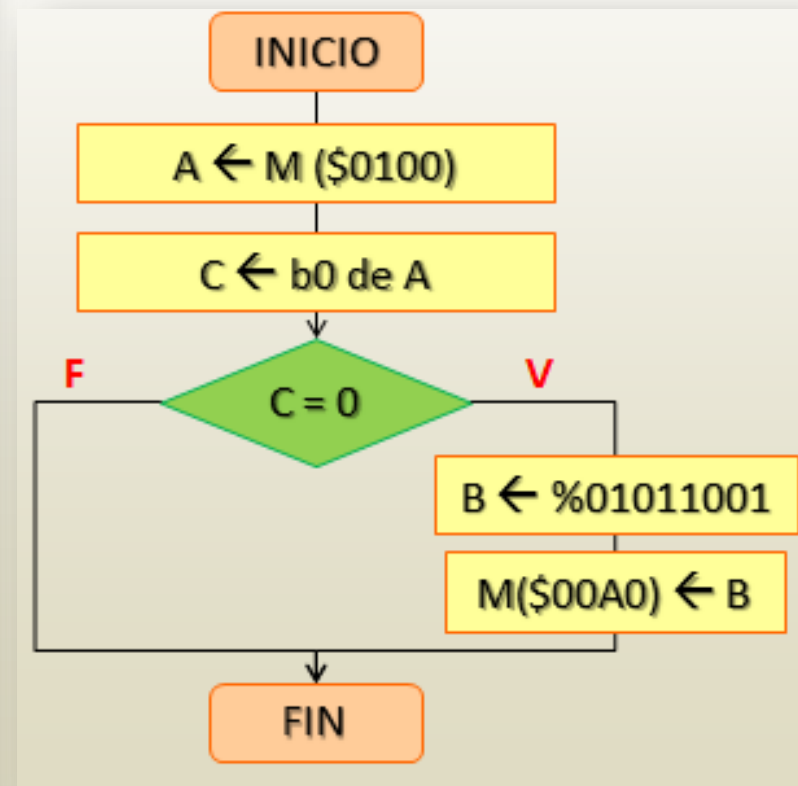 INICIO
A ← M ($0100)
C ← b0 de A
F
V
C = 0
B ← %01011001
M($00A0) ← B
FIN